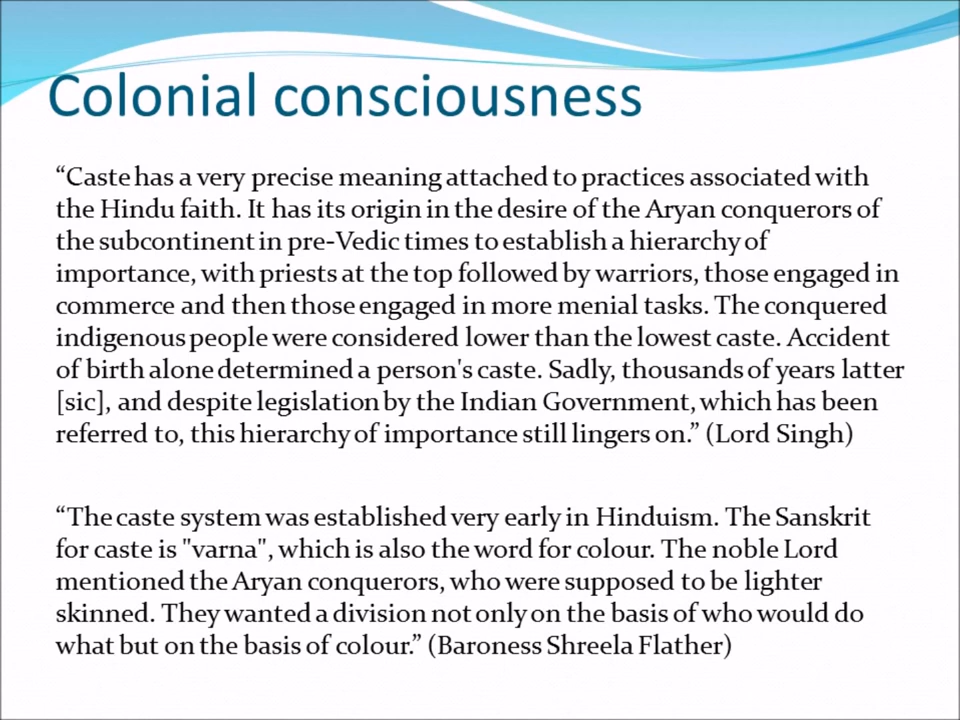 Colonial consciousness
“Caste has a very precise meaning attached to practices associated with
the Hindu faith. It has its origin in the desire of the Aryan conquerors of
the subcontinent in pre-Vedic times to establish a hierarchy of
importance, with priests at the top followed by warriors, those engaged in
commerce and then those engaged in more menial tasks. The conquered
indigenous people were considered lower than the lowest caste. Accident
of birth alone determined a person's caste. Sadly, thousands of years latter
[sic], and despite legislation by the Indian Government, which has been
referred to, this hierarchy of importance still lingers on.” (Lord Singh)
“The caste system was established very early in Hinduism. The Sanskrit
for caste is "varna", which is also the word for colour. The noble Lord
mentioned the Aryan conquerors, who were supposed to be lighter
skinned. They wanted a division not only on the basis of who would do
what but on the basis of colour.” (Baroness Shreela Flather)